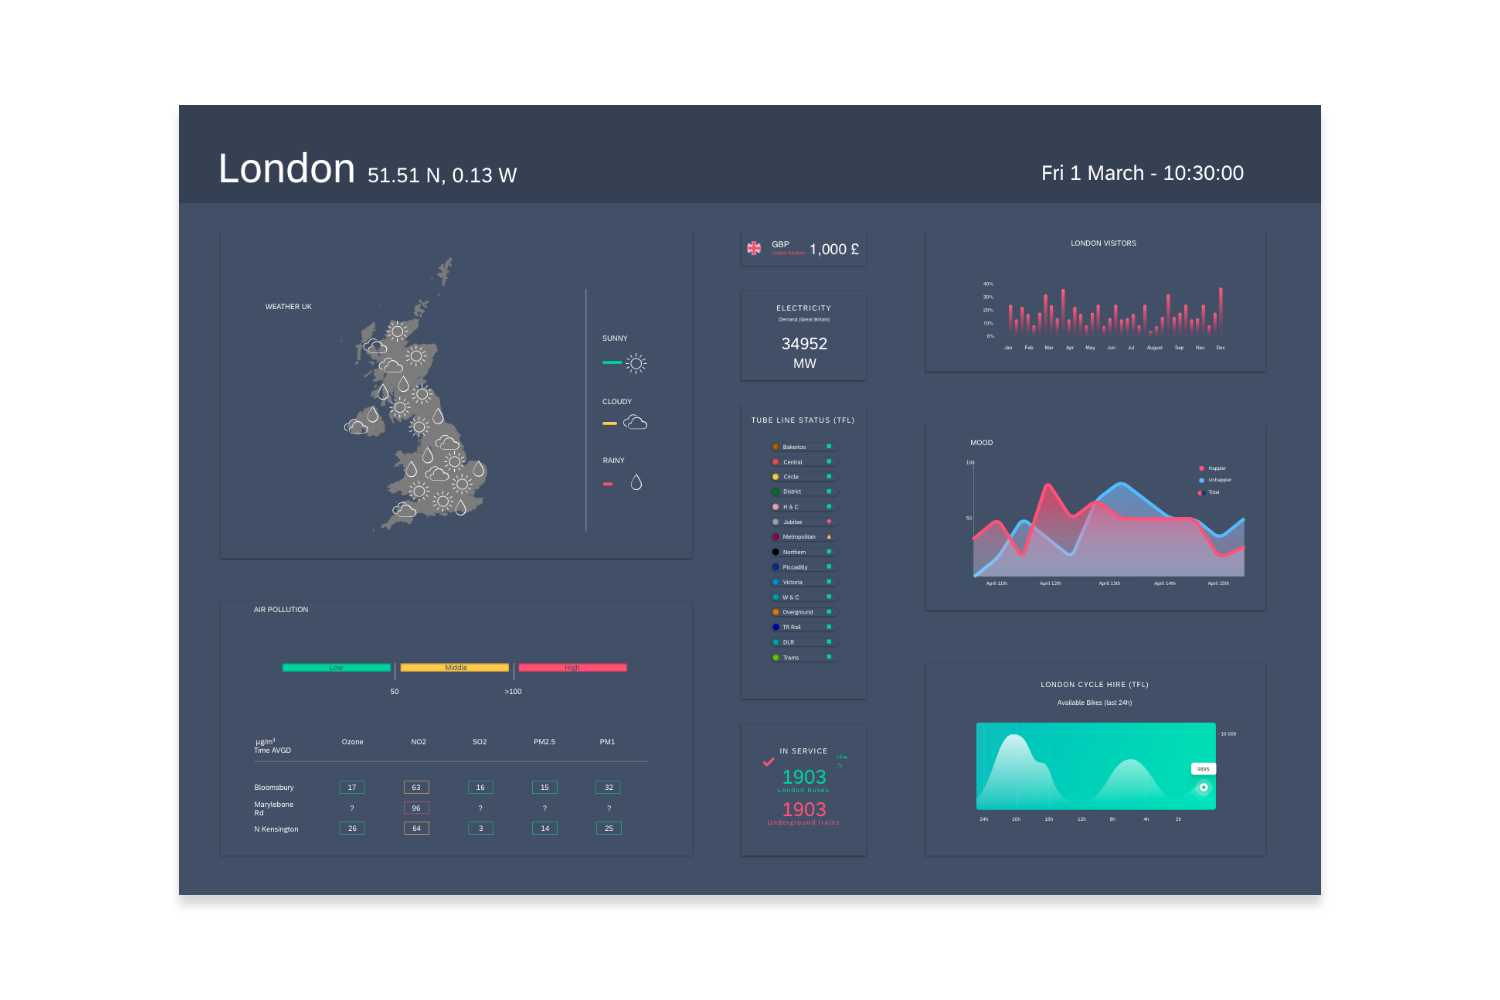 London 51.51 N, 0.13 W
Fri 1 March - 10:30:00
WEATHER UK
SUNNY
CLOUDY
RAINY
AIR POLLUTION
Low Middle High
50 >100
µg/m³ Ozone NO2 SO2 PM2.5 PM1
Time AVGD
Bloomsbury 17 63 16 15 32
Marylebone ? 96 ? ? ?
Rd
N Kensington 26 64 3 14 25
GBP 1,000 £
United Kingdom
ELECTRICITY
Demand (Great Britain)
34952
MW
TUBE LINE STATUS (TFL)
Bakerloo
Central
Circle
District
H & C
Jubilee
Metropolitan
Northern
Piccadilly
Victoria
W & C
Overground
Tfl Rail
DLR
Trams
IN SERVICE
1903
London buses
1903
Underground trains
LONDON VISITORS
40%
30%
20%
10%
0%
Jan Feb Mar Apr May Jun Jul August Sep Nov Dec
MOOD
100
50
Happier
Unhappier
Total
April 11th April 12th April 13th April 14th April 15th
LONDON CYCLE HIRE (TFL)
Available Bikes (last 24h)
- 10 000
9895
24h 20h 16h 12h 8h 4h 2h